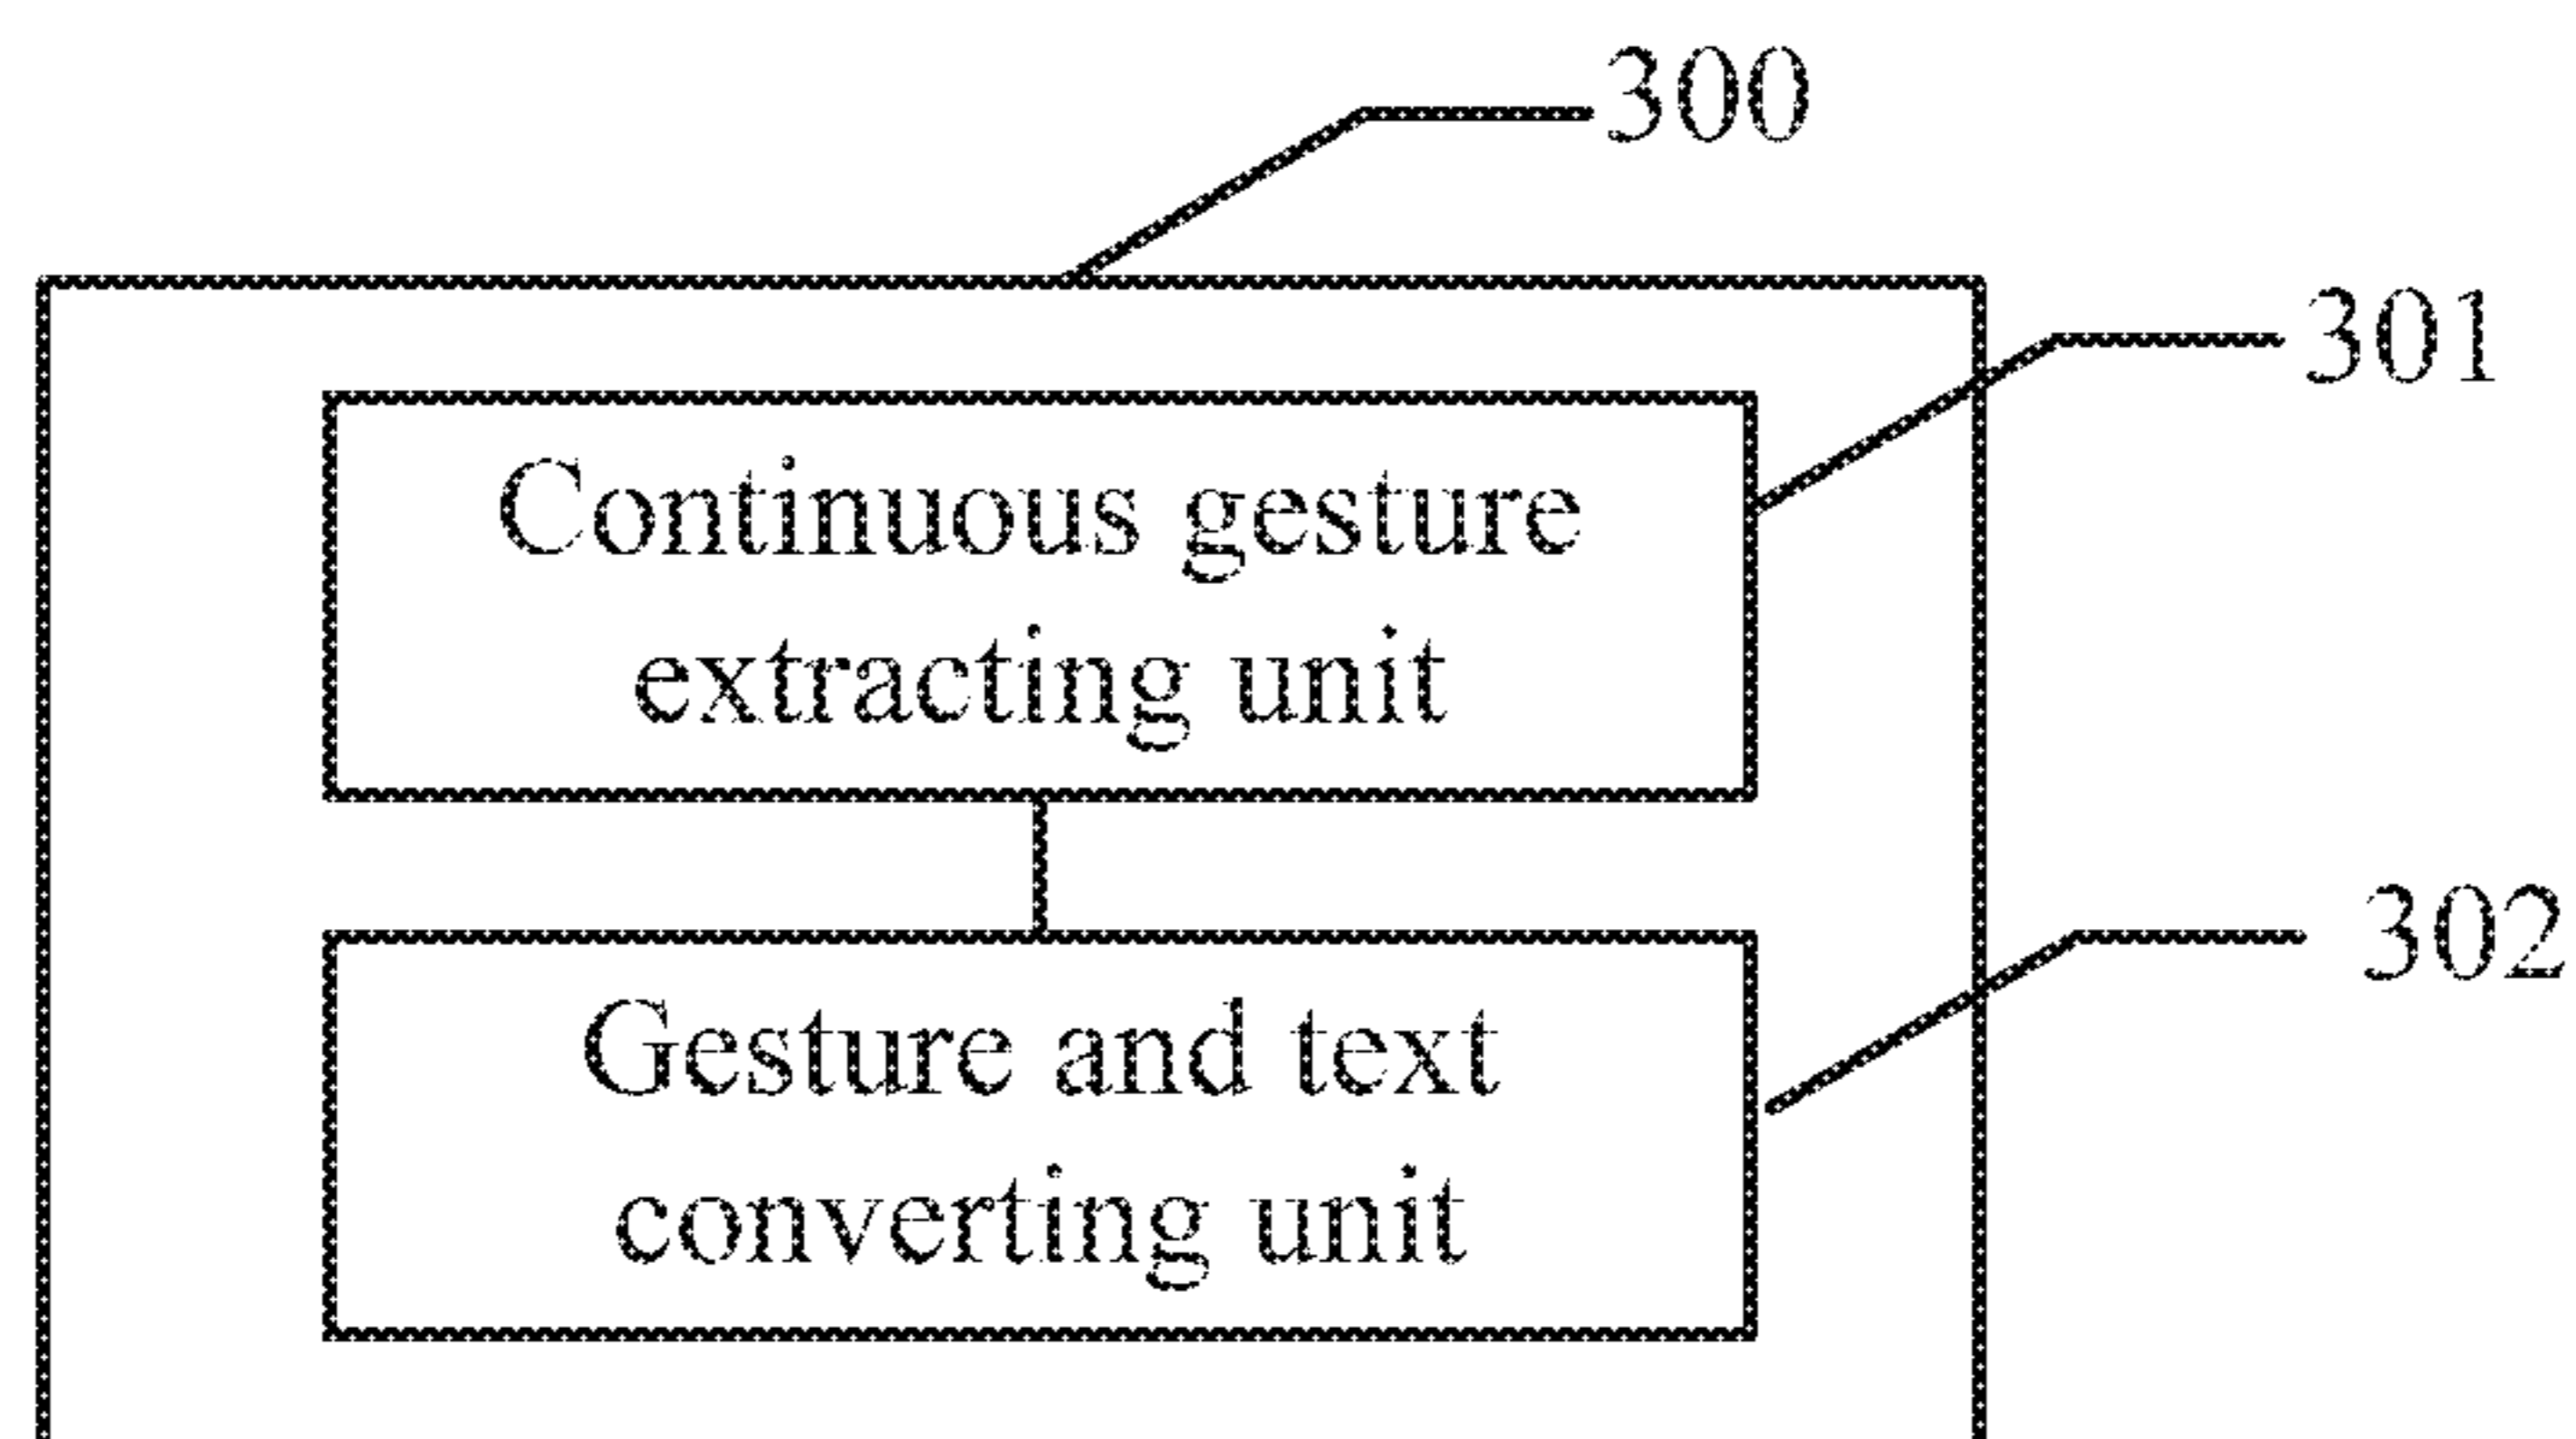 300
301
Continuous gesture
extracting unit
302
Gesture and text
converting unit